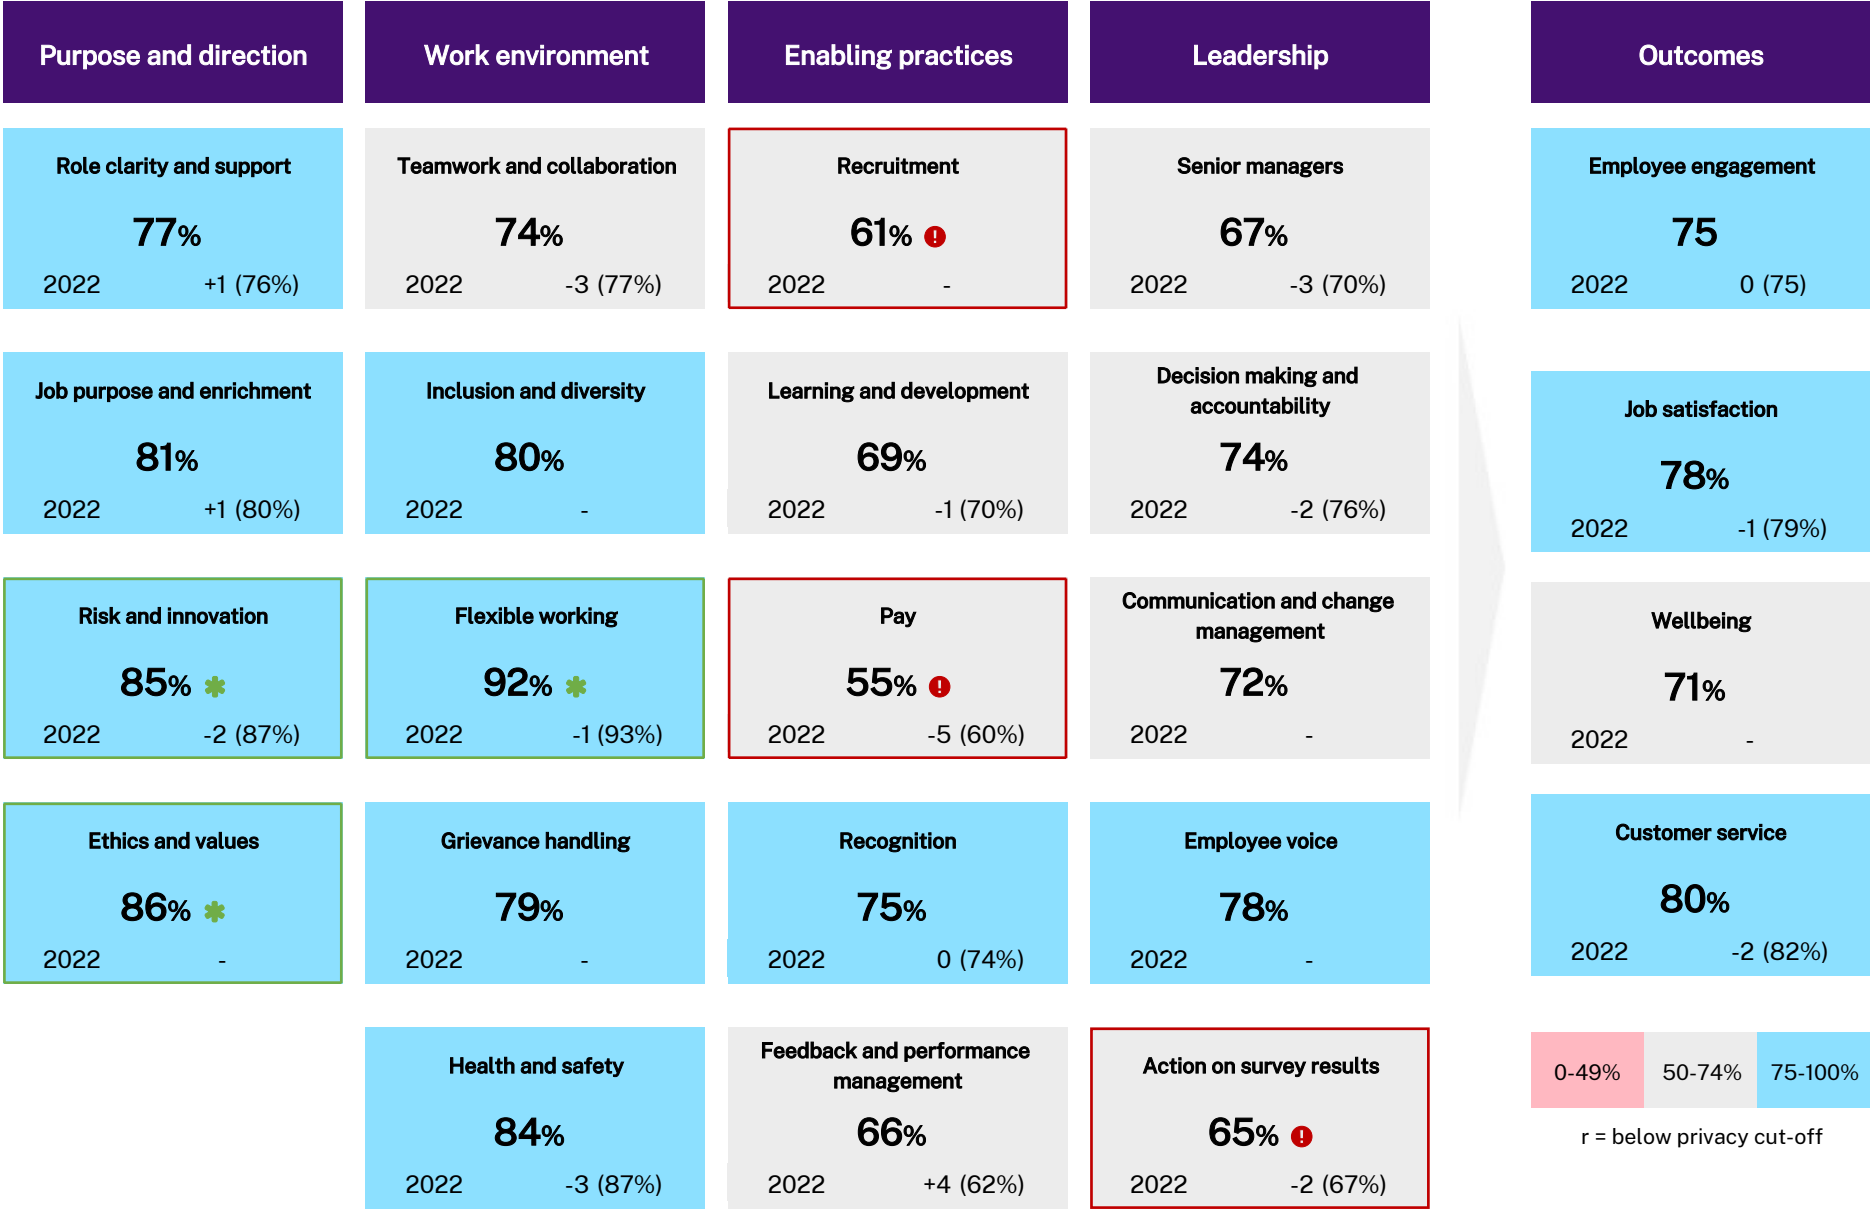 Purpose and direction
Role clarity and support
77%
2022 +1 (76%)
Job purpose and enrichment
81%
2022 +1 (80%)
Risk and innovation
85%
2022 -2 (87%)
Ethics and values
86%
2022 -
Work environment
Teamwork and collaboration
74%
2022 -3 (77%)
Inclusion and diversity
80%
2022 -
Flexible working
92%
2022 -1 (93%)
Grievance handling
79%
2022 -
Health and safety
84%
2022 -3 (87%)
Enabling practices
Recruitment
61% !
2022 -
Learning and development
69%
2022 -1 (70%)
Pay
55% !
2022 -5 (60%)
Recognition
75%
2022 0 (74%)
Feedback and performance
management
66%
2022 +4 (62%)
Leadership
Senior managers
67%
2022 -3 (70%)
Decision making and
accountability
74%
2022 -2 (76%)
Communication and change
management
72%
2022 -
Employee voice
78%
2022 -
Action on survey results
65% !
2022 -2 (67%)
Outcomes
Employee engagement
75
2022 0 (75)
Job satisfaction
78%
2022 -1 (79%)
Wellbeing
71%
2022 -
Customer service
80%
2022 -2 (82%)
0-49% 50-74% 75-100%
r = below privacy cut-off